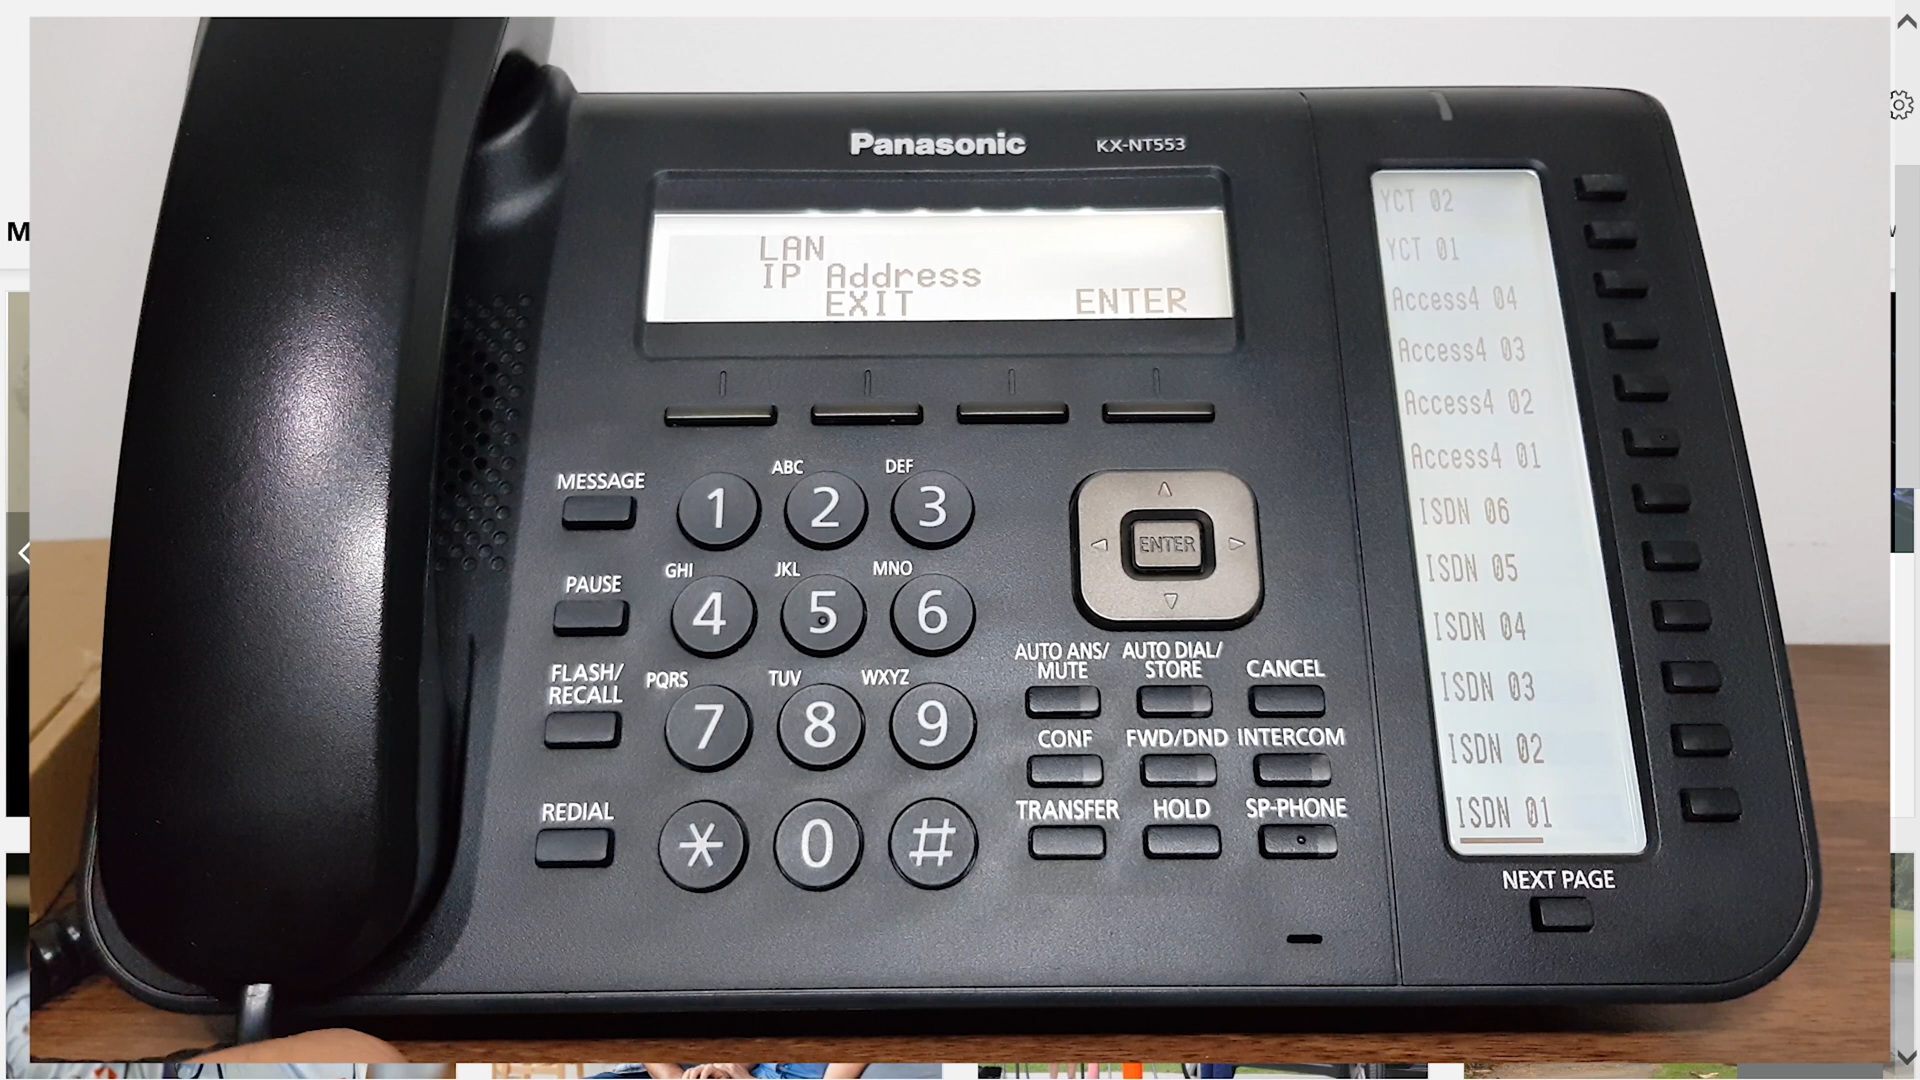 Panasonic KX-NT553
LAN
IP Address
EXIT ENTER
YCT 02
YCT 01
Access4 04
Access4 03
Access4 02
Access4 01
ISDN 06
ISDN 05
ISDN 04
ISDN 03
ISDN 02
ISDN 01
NEXT PAGE
MESSAGE
PAUSE
FLASH/
RECALL
REDIAL
1
ABC
2
DEF
3
GHI
4
JKL
5
MNO
6
PQRS
7
TUV
8
WXYZ
9
*
0
#
ENTER
AUTO ANS/
MUTE
AUTO DIAL/
STORE
CANCEL
CONF
FWD/DND
INTERCOM
TRANSFER
HOLD
SP-PHONE
M